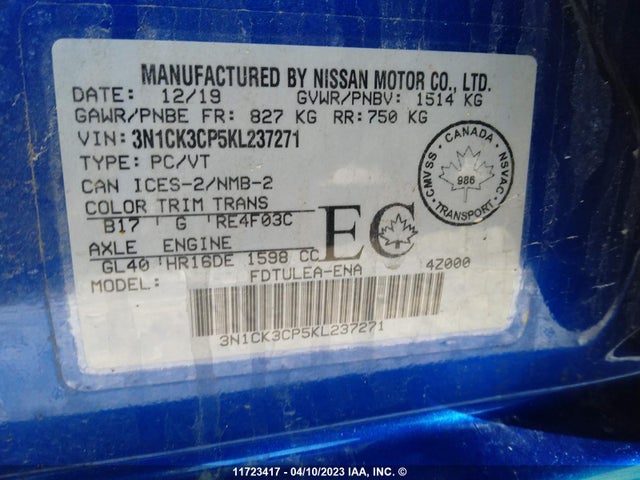 MANUFACTURED BY NISSAN MOTOR CO., LTD.
DATE: 12/19 GVWR/PNBV: 1514 KG
GAWR/PNBE FR: 827 KG RR: 750 KG
VIN: 3N1CK3CP5KL237271
TYPE: PC/VT
CAN ICES-2/NMB-2
COLOR TRIM TRANS
B17 G RE4F03C
AXLE ENGINE
GL40 HR16DE 1598 CC
MODEL: FDTULEA-ENA 4Z000
EC
CANADA
CMVSS
NSVAC
986
TRANSPORT
3N1CK3CP5KL237271
11723417 - 04/10/2023 IAA, INC. ©